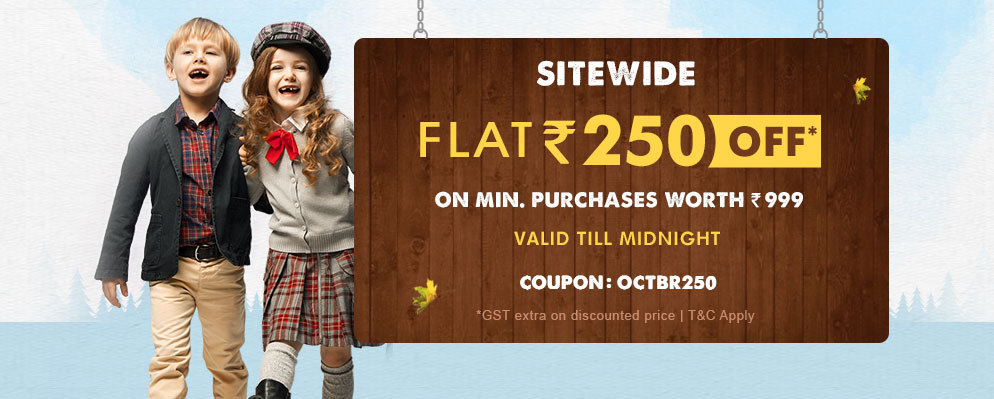 SITEWIDE
FLAT ₹250 OFF*
ON MIN. PURCHASES WORTH ₹999
VALID TILL MIDNIGHT
COUPON: OCTBR250
*GST extra on discounted price | T&C Apply